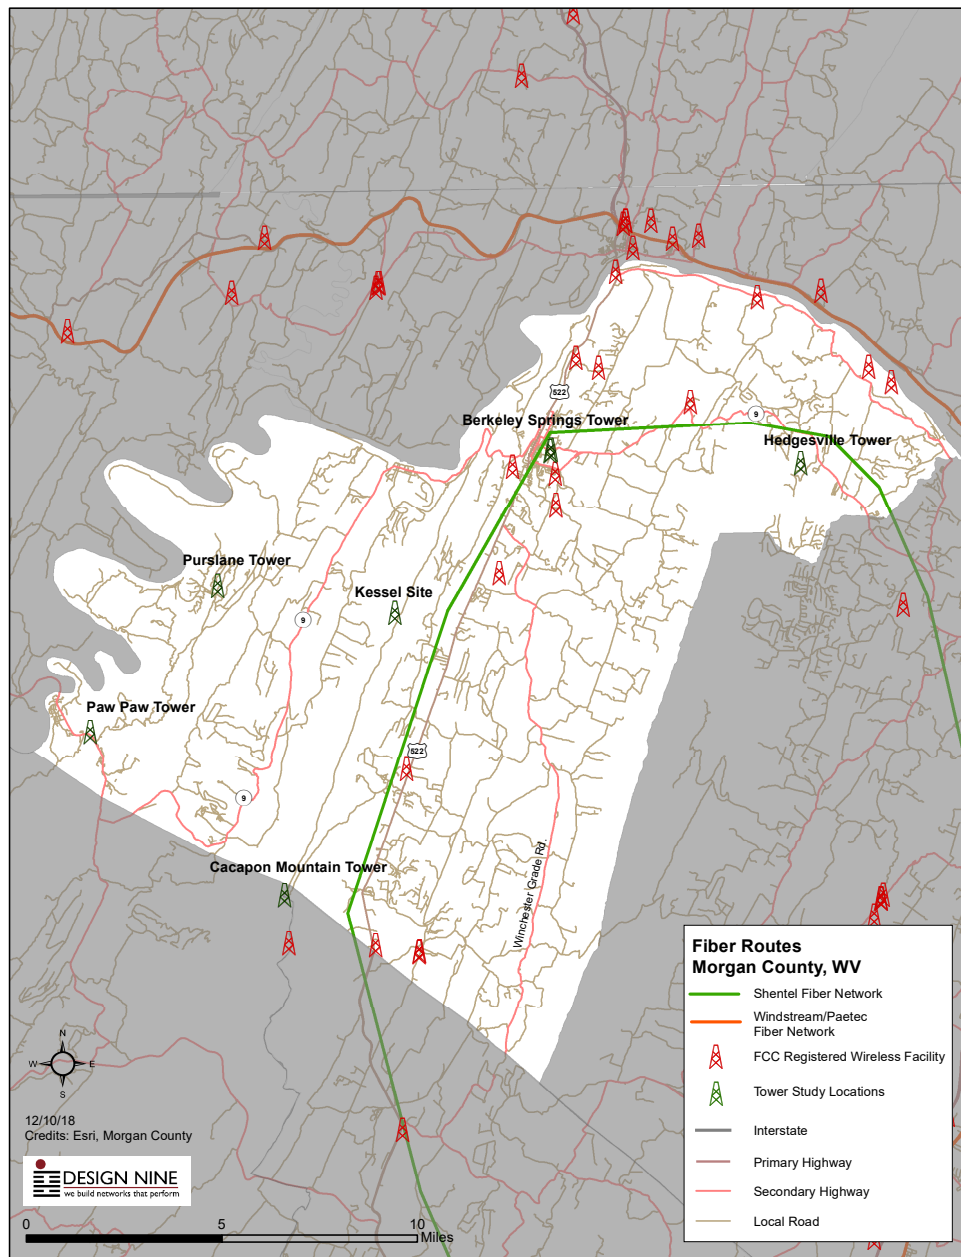 522
Berkeley Springs Tower
9
Hedgesville Tower
Purslane Tower
Kessel Site
9
Paw Paw Tower
522
9
Cacapon Mountain Tower
Winchester Grade Rd.
Fiber Routes
Morgan County, WV
Shentel Fiber Network
Windstream/Paetec
Fiber Network
FCC Registered Wireless Facility
Tower Study Locations
Interstate
Primary Highway
Secondary Highway
Local Road
N
W E
S
12/10/18
Credits: Esri, Morgan County
DESIGN NINE
we build networks that perform
0 5 10
Miles